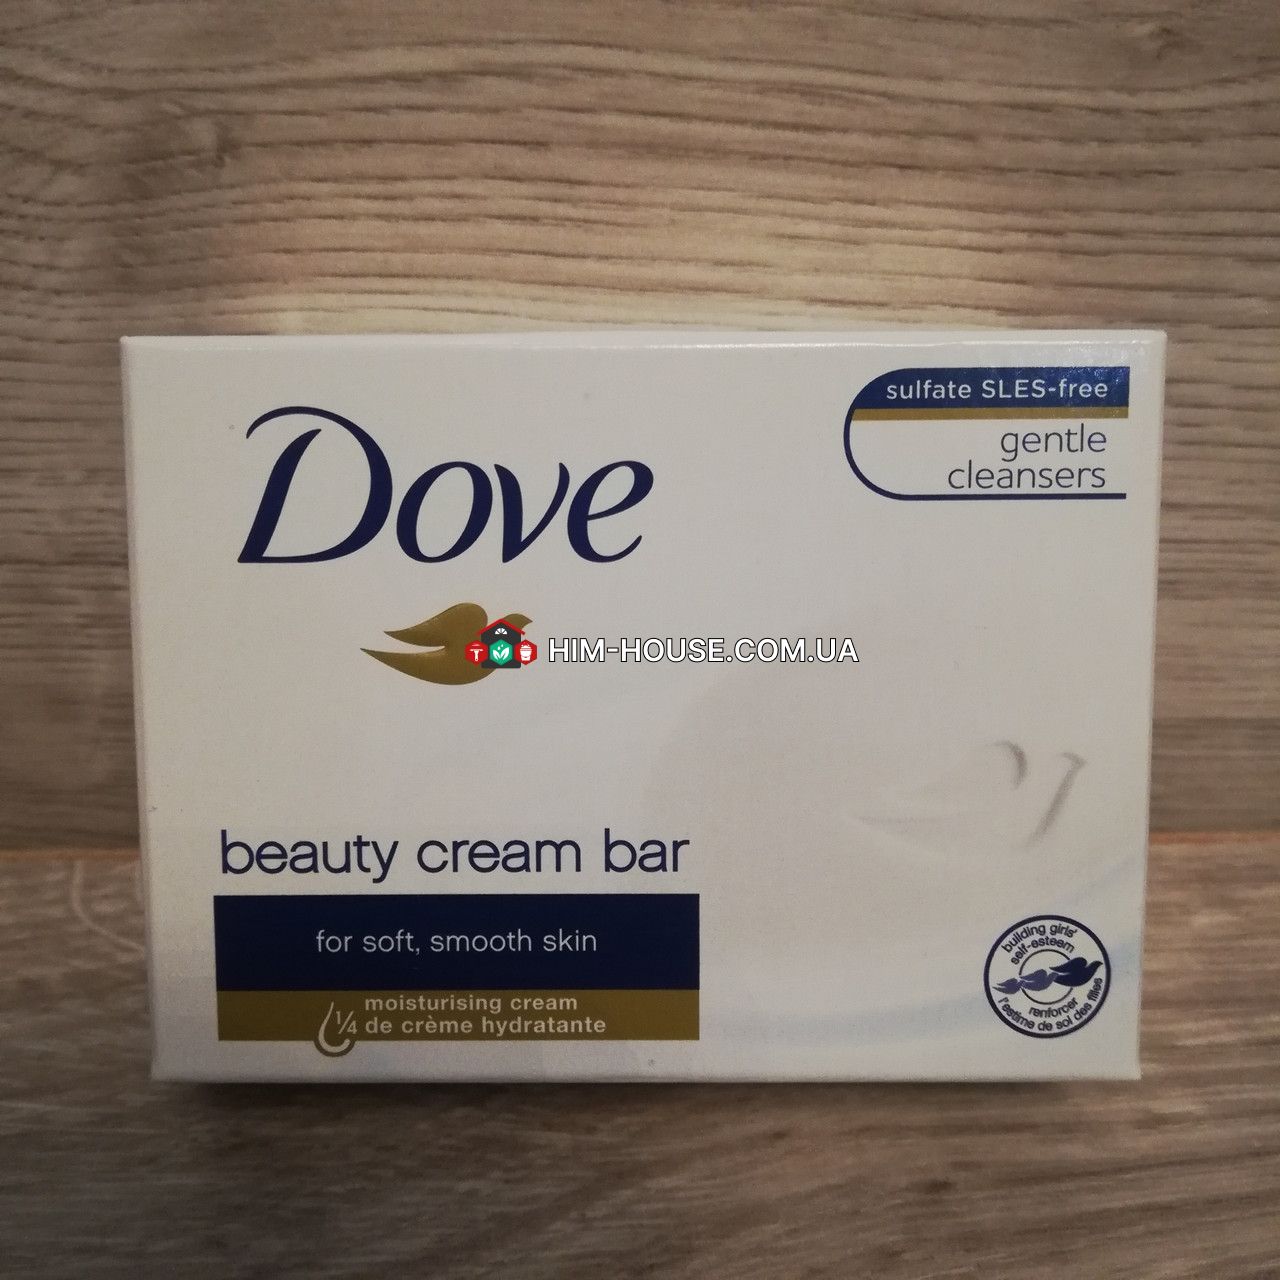 sulfate SLES-free
gentle
cleansers
Dove
HIM-HOUSE.COM.UA
beauty cream bar
for soft, smooth skin
moisturising cream
1/4 de crème hydratante
building girls'
self-esteem
renforcer
l'estime de soi des filles